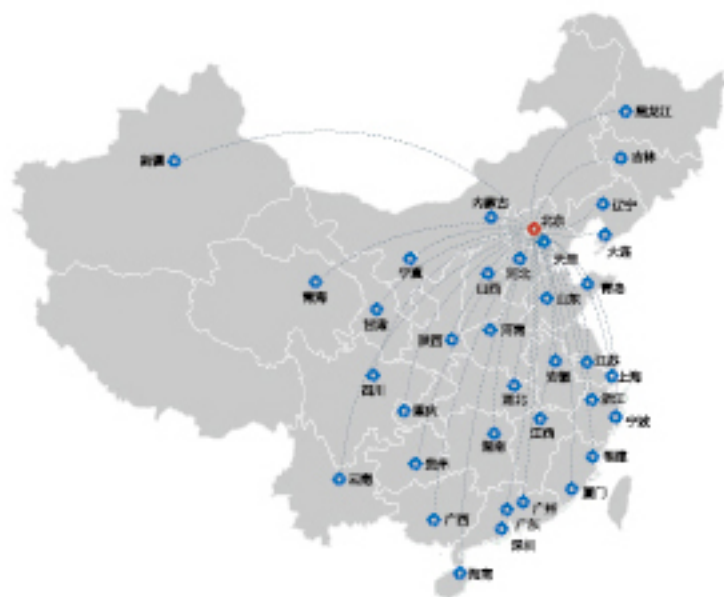 黑龙江
吉林
新疆
辽宁
内蒙古
北京
天津
大连
宁夏
河北
山西
青海
青岛
山东
甘肃
河南
陕西
江苏
安徽
四川
上海
湖北
浙江
重庆
宁波
江西
湖南
福建
贵州
云南
厦门
广州
广西
广东
深圳
海南